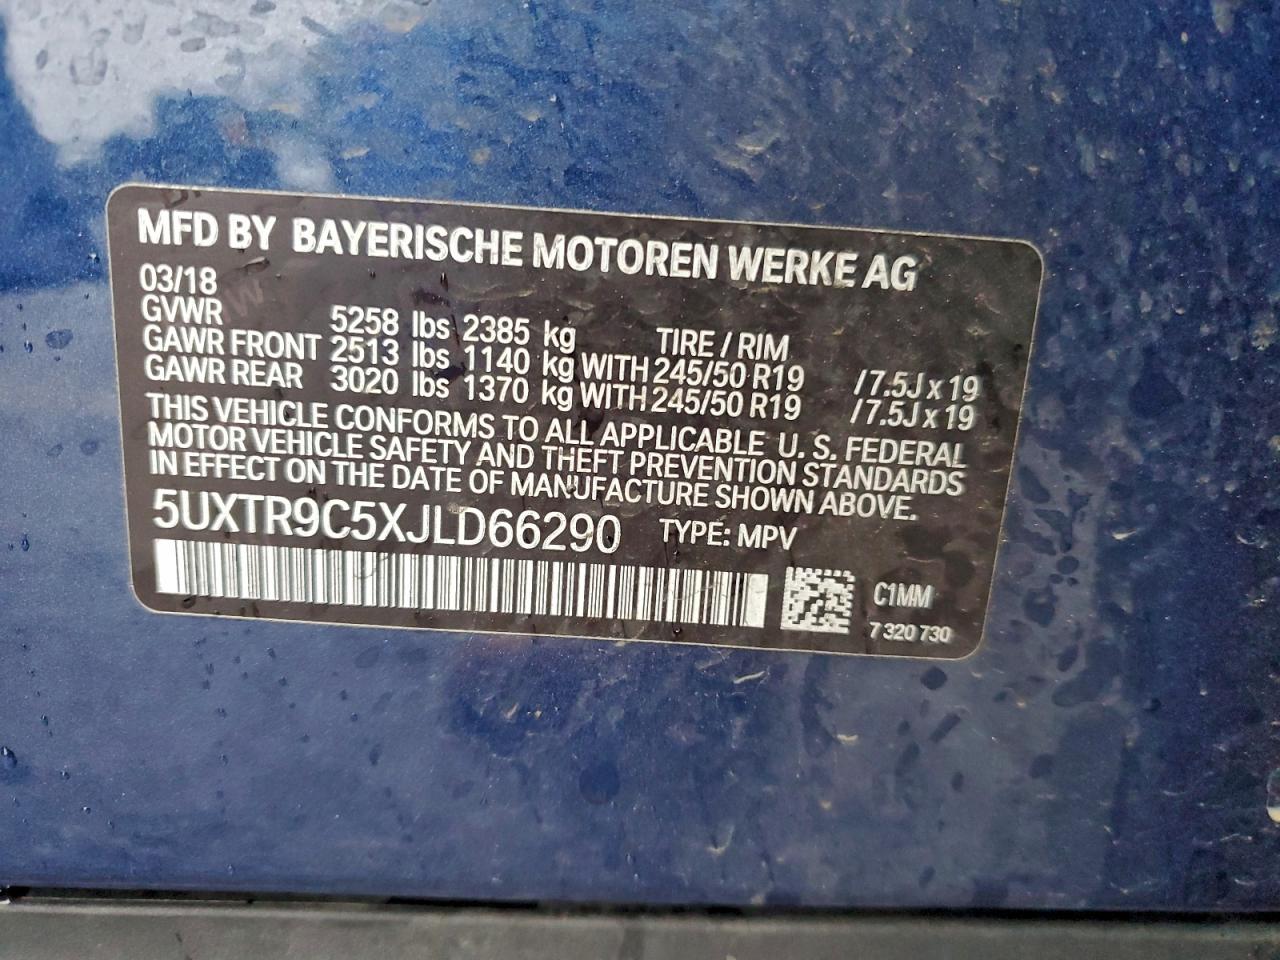 MFD BY BAYERISCHE MOTOREN WERKE AG
03/18
GVWR 5258 lbs 2385 kg TIRE / RIM
GAWR FRONT 2513 lbs 1140 kg WITH 245/50 R19 /7.5J x 19
GAWR REAR 3020 lbs 1370 kg WITH 245/50 R19 /7.5J x 19
THIS VEHICLE CONFORMS TO ALL APPLICABLE U. S. FEDERAL
MOTOR VEHICLE SAFETY AND THEFT PREVENTION STANDARDS
IN EFFECT ON THE DATE OF MANUFACTURE SHOWN ABOVE.
5UXTR9C5XJLD66290 TYPE: MPV
C1MM
7 320 730